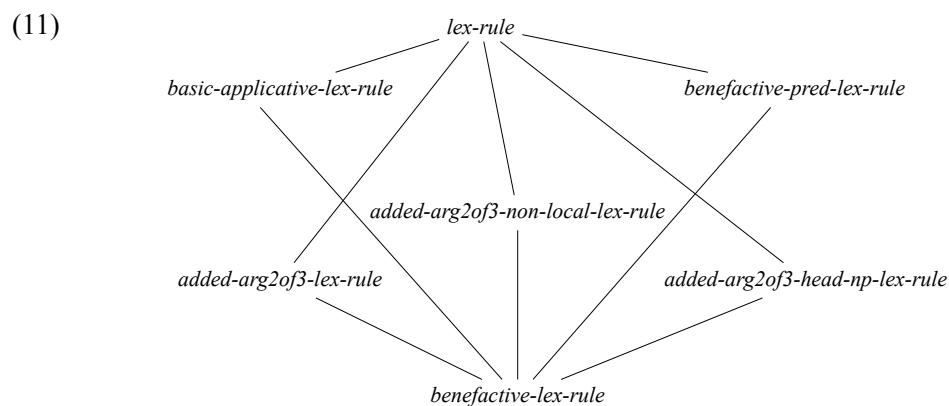 (11)
lex-rule
basic-applicative-lex-rule benefactive-pred-lex-rule
added-arg2of3-non-local-lex-rule
added-arg2of3-lex-rule added-arg2of3-head-np-lex-rule
benefactive-lex-rule